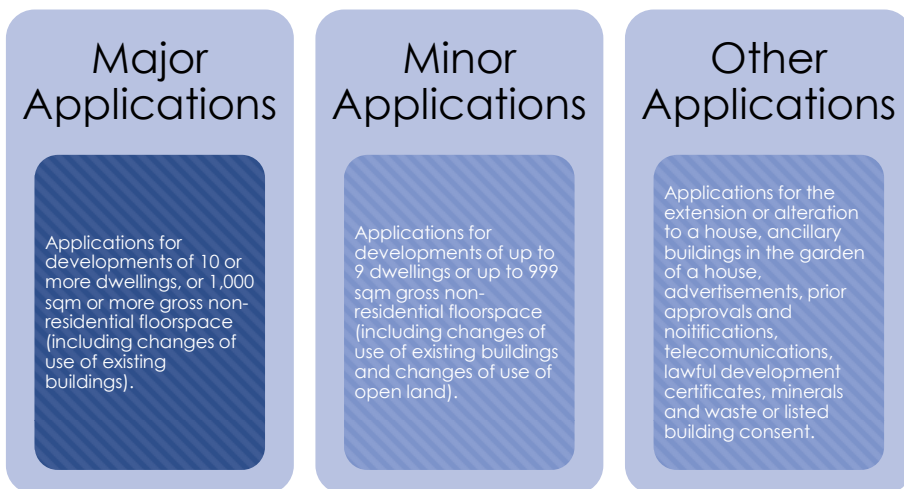 Major
Applications
Applications for
developments of 10 or
more dwellings, or 1,000
sqm or more gross non-
residential floorspace
(including changes of
use of existing
buildings).
Minor
Applications
Applications for
developments of up to
9 dwellings or up to 999
sqm gross non-
residential floorspace
(including changes of
use of existing buildings
and changes of use of
open land).
Other
Applications
Applications for the
extension or alteration
to a house, ancillary
buildings in the garden
of a house,
advertisements, prior
approvals and
noitifications,
telecomunications,
lawful development
certificates, minerals
and waste or listed
building consent.